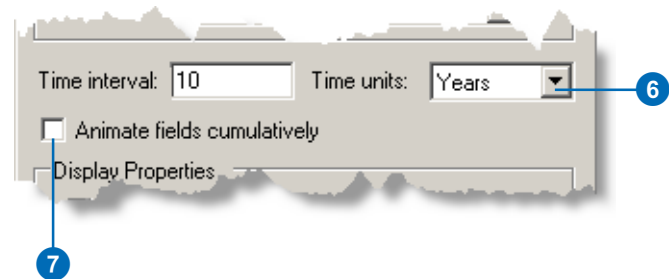 Time interval: 10 Time units: Years 6
Animate fields cumulatively
Display Properties
7